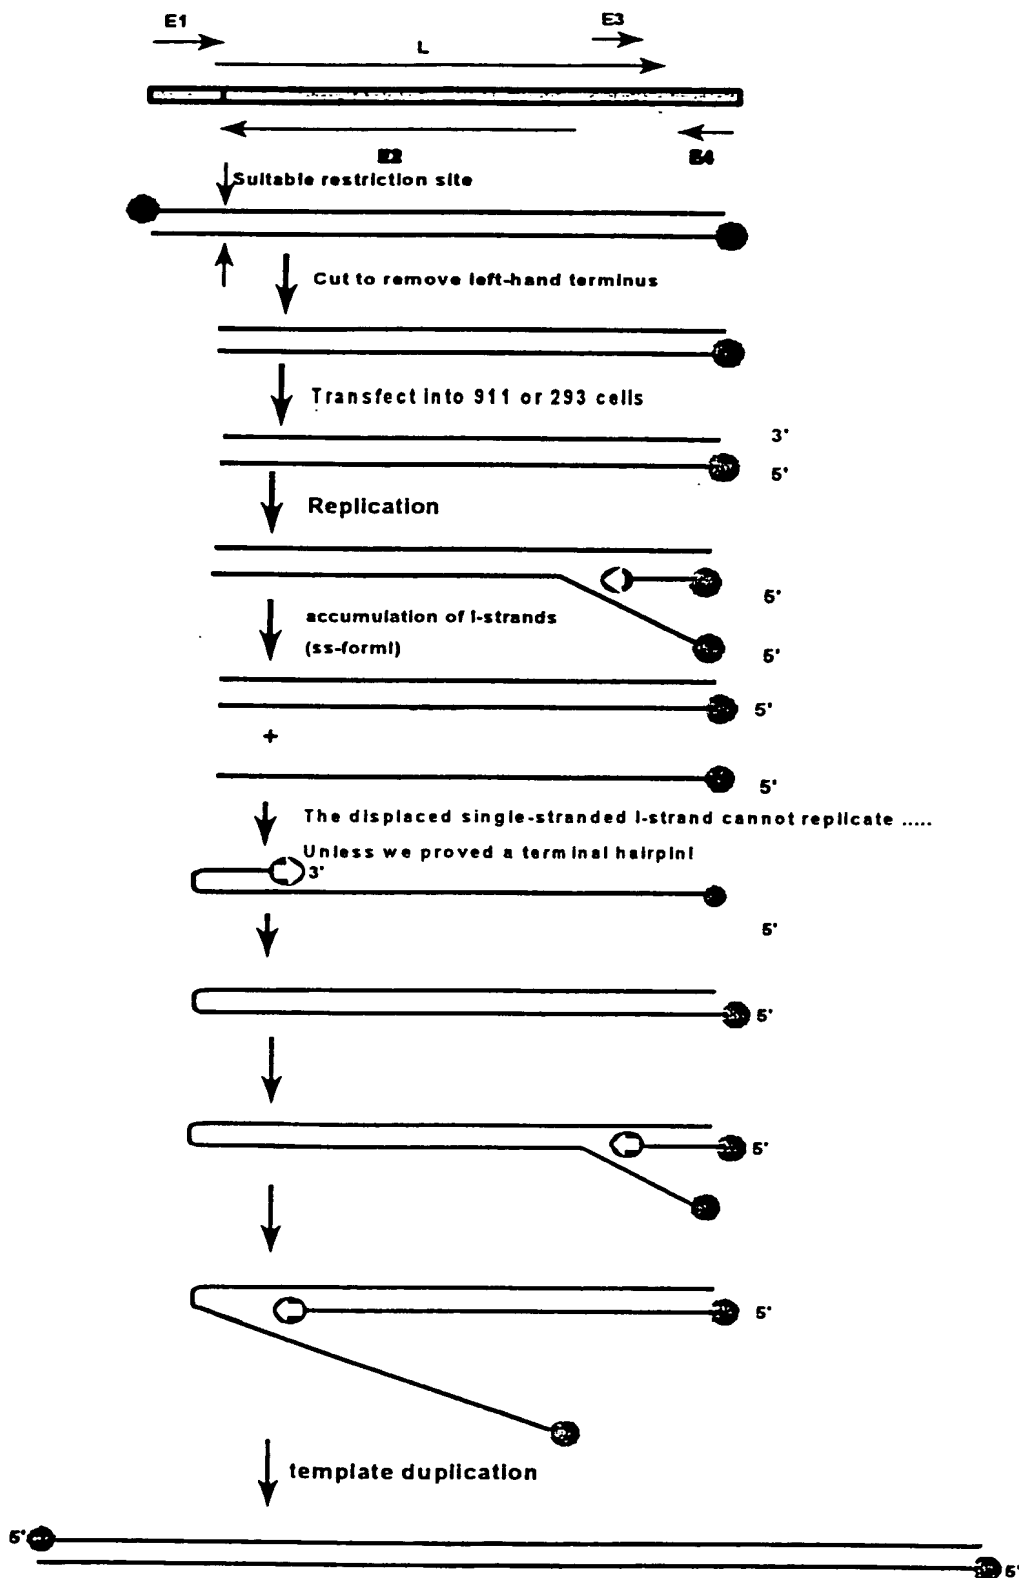 E1
E3
L
E2
E4
Suitable restriction site
Cut to remove left-hand terminus
Transfect into 911 or 293 cells
3'
5'
Replication
5'
accumulation of l-strands
(ss-form!)
5'
5'
+
5'
The displaced single-stranded l-strand cannot replicate .....
Unless we proved a terminal hairpin!
3'
5'
5'
5'
5'
template duplication
5'
5'